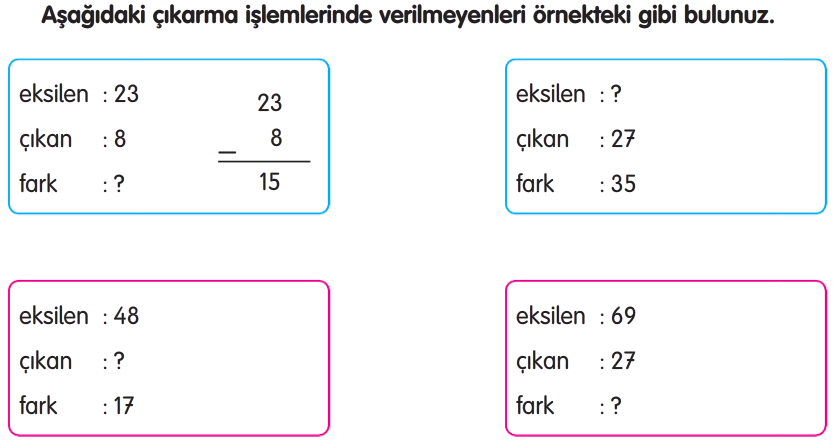 Aşağıdaki çıkarma işlemlerinde verilmeyenleri örnekteki gibi bulunuz.
eksilen : 23
çıkan : 8
fark : ?
23
_ 8
15
eksilen : ?
çıkan : 27
fark : 35
eksilen : 48
çıkan : ?
fark : 17
eksilen : 69
çıkan : 27
fark : ?